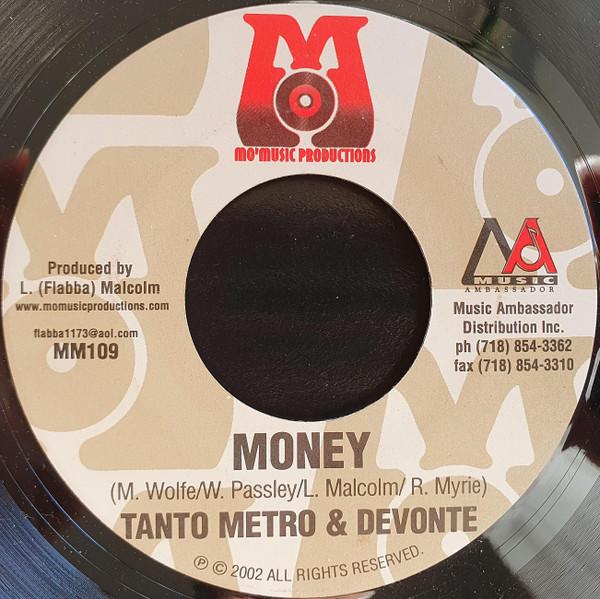 M
MO'MUSIC PRODUCTIONS
Produced by
L. (Flabba) Malcolm
www.momusicproductions.com
flabba1173@aol.com
MM109
MA
MUSIC
AMBASSADOR
Music Ambassador
Distribution Inc.
ph (718) 854-3362
fax (718) 854-3310
MONEY
(M. Wolfe/W. Passley/L. Malcolm/ R. Myrie)
TANTO METRO & DEVONTE
℗ © 2002 ALL RIGHTS RESERVED.